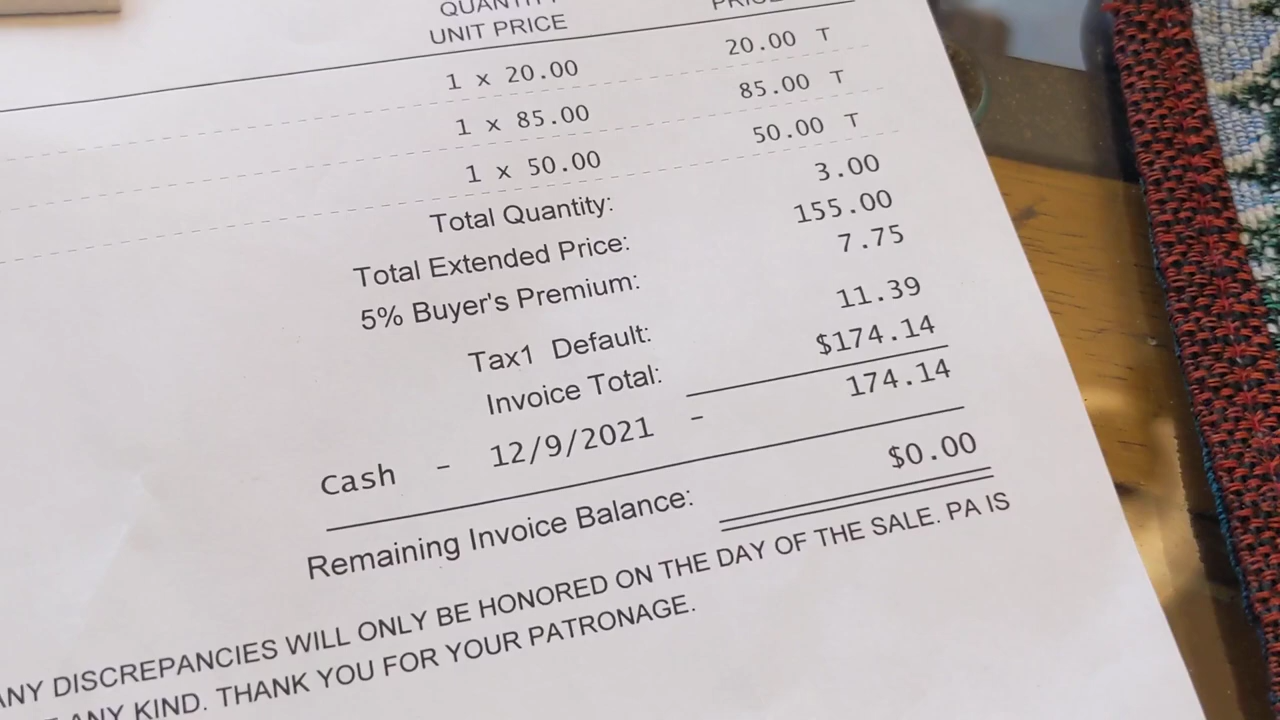 QUANTITY
UNIT PRICE PRICE
1 x 20.00 20.00 T
1 x 85.00 85.00 T
1 x 50.00 50.00 T
Total Quantity: 3.00
Total Extended Price: 155.00
5% Buyer's Premium: 7.75
Tax1 Default: 11.39
Invoice Total: $174.14
Cash - 12/9/2021 - 174.14
Remaining Invoice Balance: $0.00
ANY DISCREPANCIES WILL ONLY BE HONORED ON THE DAY OF THE SALE. PA IS
ANY KIND. THANK YOU FOR YOUR PATRONAGE.